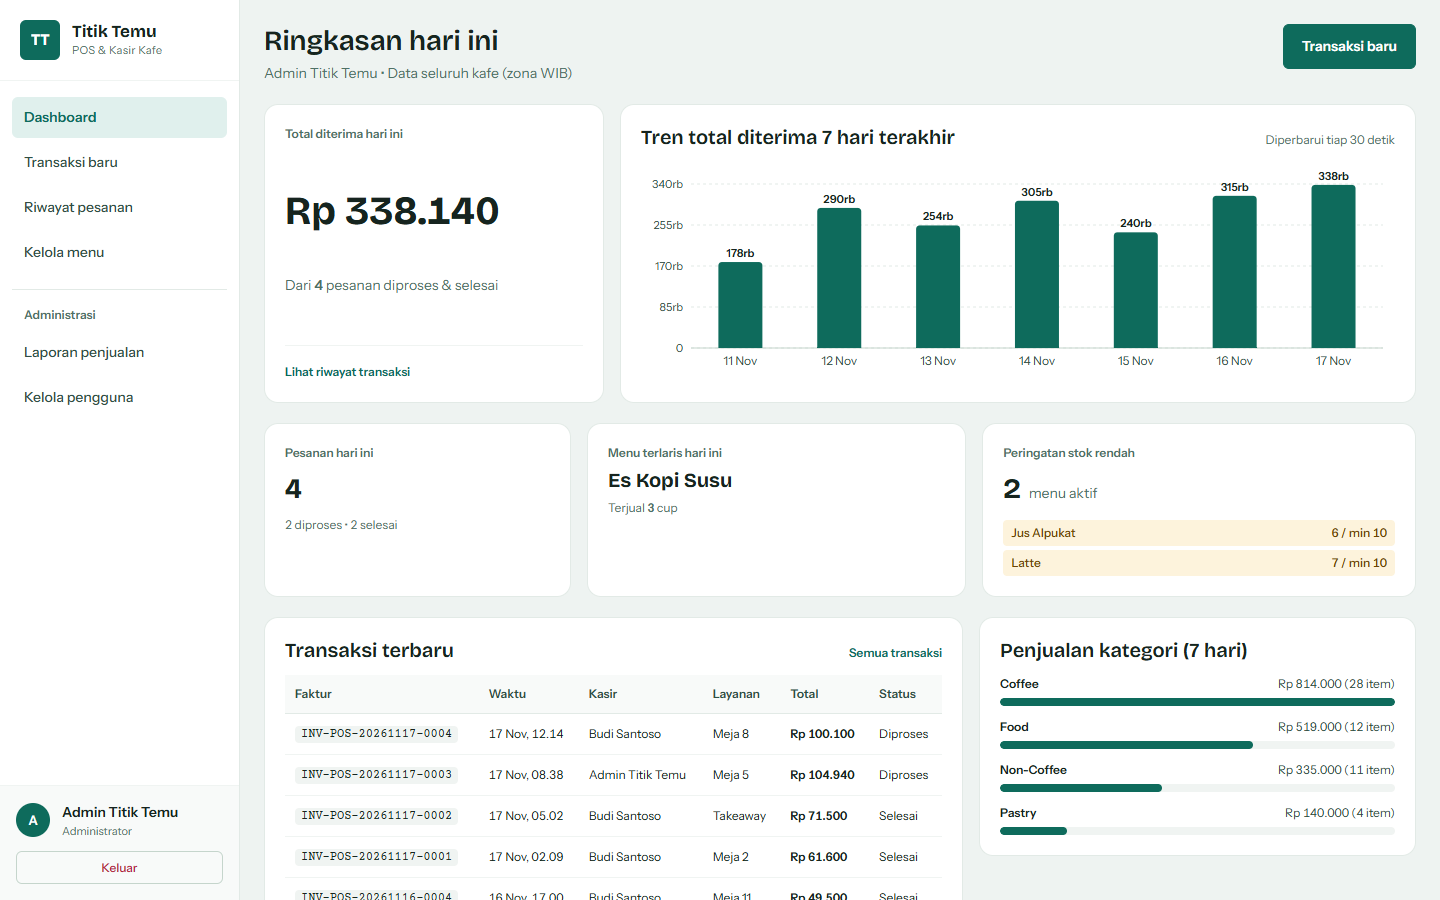 TT
Titik Temu
POS & Kasir Kafe
Dashboard
Transaksi baru
Riwayat pesanan
Kelola menu
Administrasi
Laporan penjualan
Kelola pengguna
A
Admin Titik Temu
Administrator
Keluar
Ringkasan hari ini
Admin Titik Temu • Data seluruh kafe (zona WIB)
Transaksi baru
Total diterima hari ini
Rp 338.140
Dari 4 pesanan diproses & selesai
Lihat riwayat transaksi
Tren total diterima 7 hari terakhir
Diperbarui tiap 30 detik
340rb
255rb
170rb
85rb
0
178rb
290rb
254rb
305rb
240rb
315rb
338rb
11 Nov
12 Nov
13 Nov
14 Nov
15 Nov
16 Nov
17 Nov
Pesanan hari ini
4
2 diproses • 2 selesai
Menu terlaris hari ini
Es Kopi Susu
Terjual 3 cup
Peringatan stok rendah
2 menu aktif
Jus Alpukat 6 / min 10
Latte 7 / min 10
Transaksi terbaru
Semua transaksi
Faktur Waktu Kasir Layanan Total Status
INV-POS-20261117-0004 17 Nov, 12.14 Budi Santoso Meja 8 Rp 100.100 Diproses
INV-POS-20261117-0003 17 Nov, 08.38 Admin Titik Temu Meja 5 Rp 104.940 Diproses
INV-POS-20261117-0002 17 Nov, 05.02 Budi Santoso Takeaway Rp 71.500 Selesai
INV-POS-20261117-0001 17 Nov, 02.09 Budi Santoso Meja 2 Rp 61.600 Selesai
INV-POS-20261116-0004 16 Nov, 17.00 Budi Santoso Meja 11 Rp 49.500 Selesai
Penjualan kategori (7 hari)
Coffee Rp 814.000 (28 item)
Food Rp 519.000 (12 item)
Non-Coffee Rp 335.000 (11 item)
Pastry Rp 140.000 (4 item)